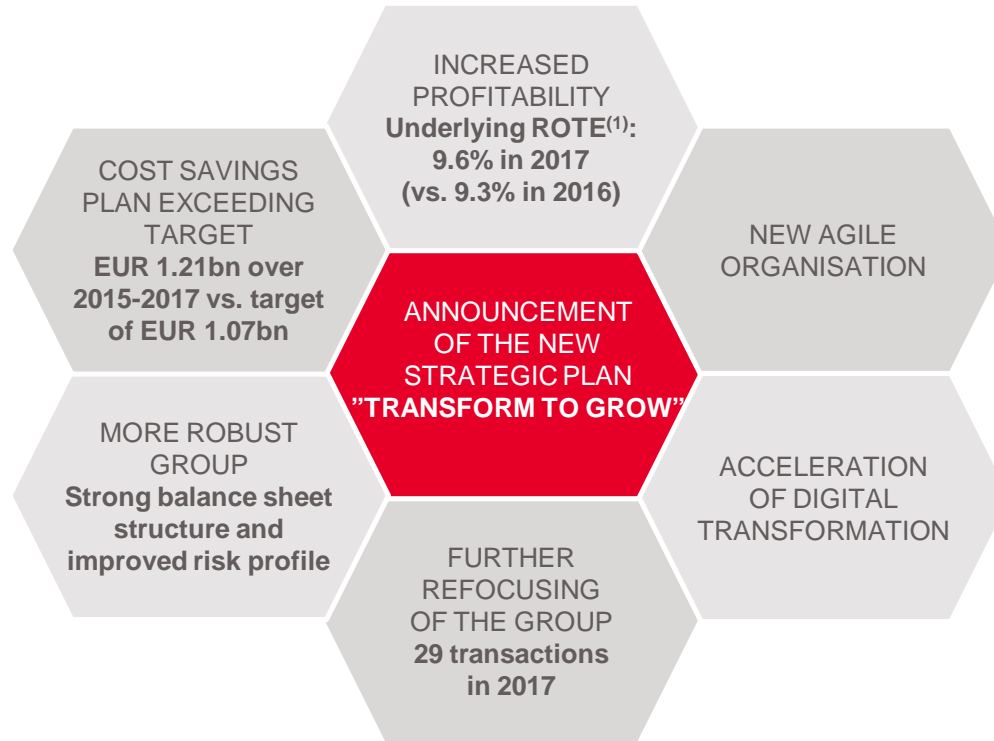 INCREASED
PROFITABILITY
Underlying ROTE(1):
9.6% in 2017
(vs. 9.3% in 2016)
COST SAVINGS
PLAN EXCEEDING
TARGET
EUR 1.21bn over
2015-2017 vs. target
of EUR 1.07bn
NEW AGILE
ORGANISATION
ANNOUNCEMENT
OF THE NEW
STRATEGIC PLAN
”TRANSFORM TO GROW”
MORE ROBUST
GROUP
Strong balance sheet
structure and
improved risk profile
ACCELERATION
OF DIGITAL
TRANSFORMATION
FURTHER
REFOCUSING
OF THE GROUP
29 transactions
in 2017